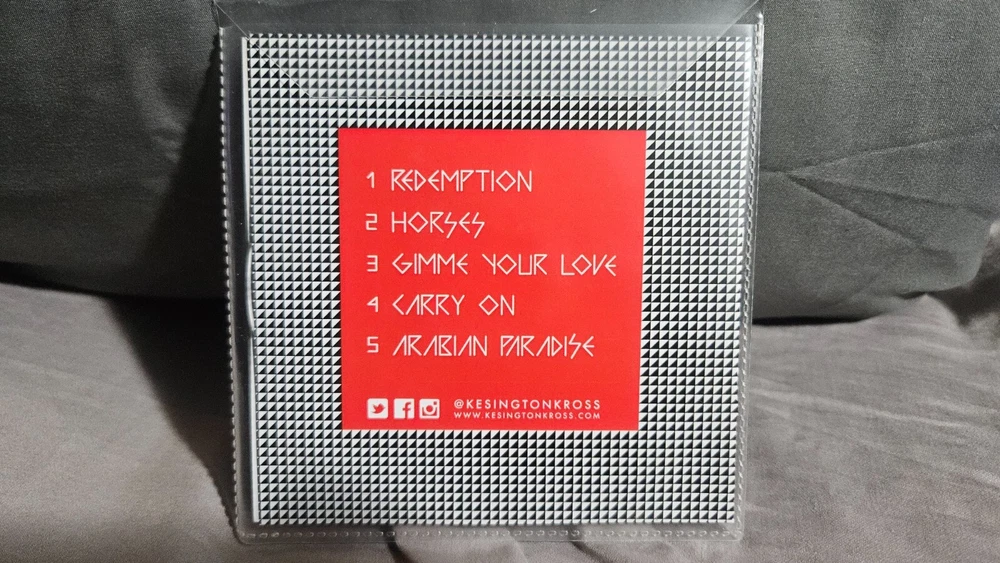 1 REDEMPTION
2 HORSES
3 GIMME YOUR LOVE
4 CARRY ON
5 ARABIAN PARADISE
@KESINGTONKROSS
WWW.KESINGTONKROSS.COM